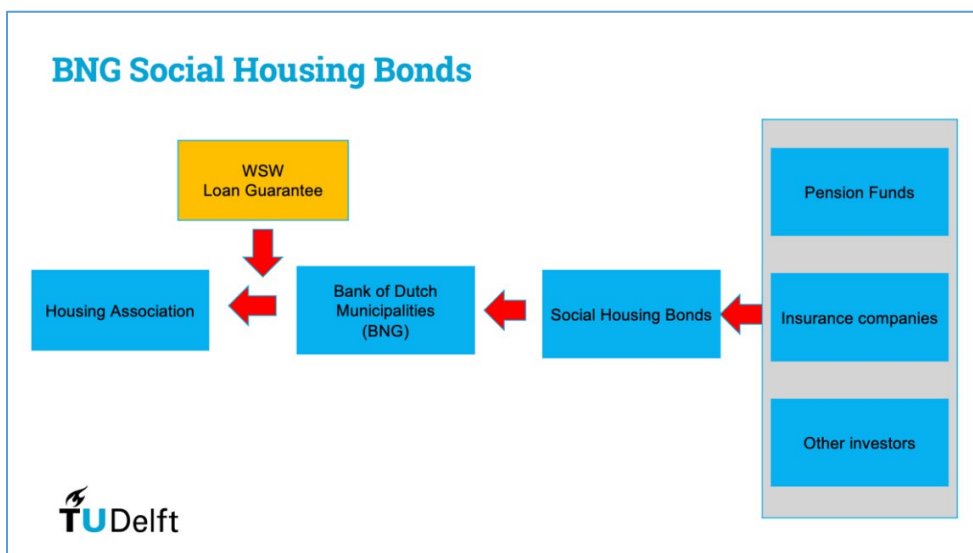 BNG Social Housing Bonds
WSW
Loan Guarantee
Housing Association
Bank of Dutch
Municipalities
(BNG)
Social Housing Bonds
Pension Funds
Insurance companies
Other investors
TUDelft